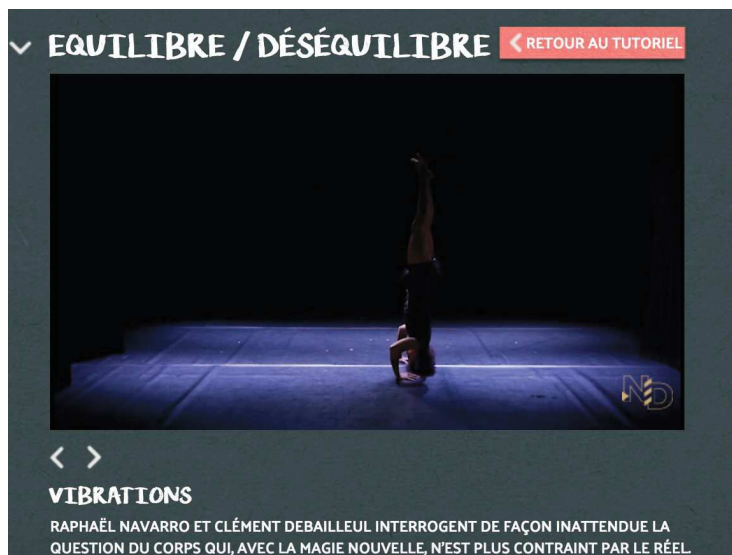 EQUILIBRE / DÉSÉQUILIBRE
RETOUR AU TUTORIEL
ND
VIBRATIONS
RAPHAËL NAVARRO ET CLÉMENT DEBAILLEUL INTERROGENT DE FAÇON INATTENDUE LA
QUESTION DU CORPS QUI, AVEC LA MAGIE NOUVELLE, N'EST PLUS CONTRAINT PAR LE RÉEL.